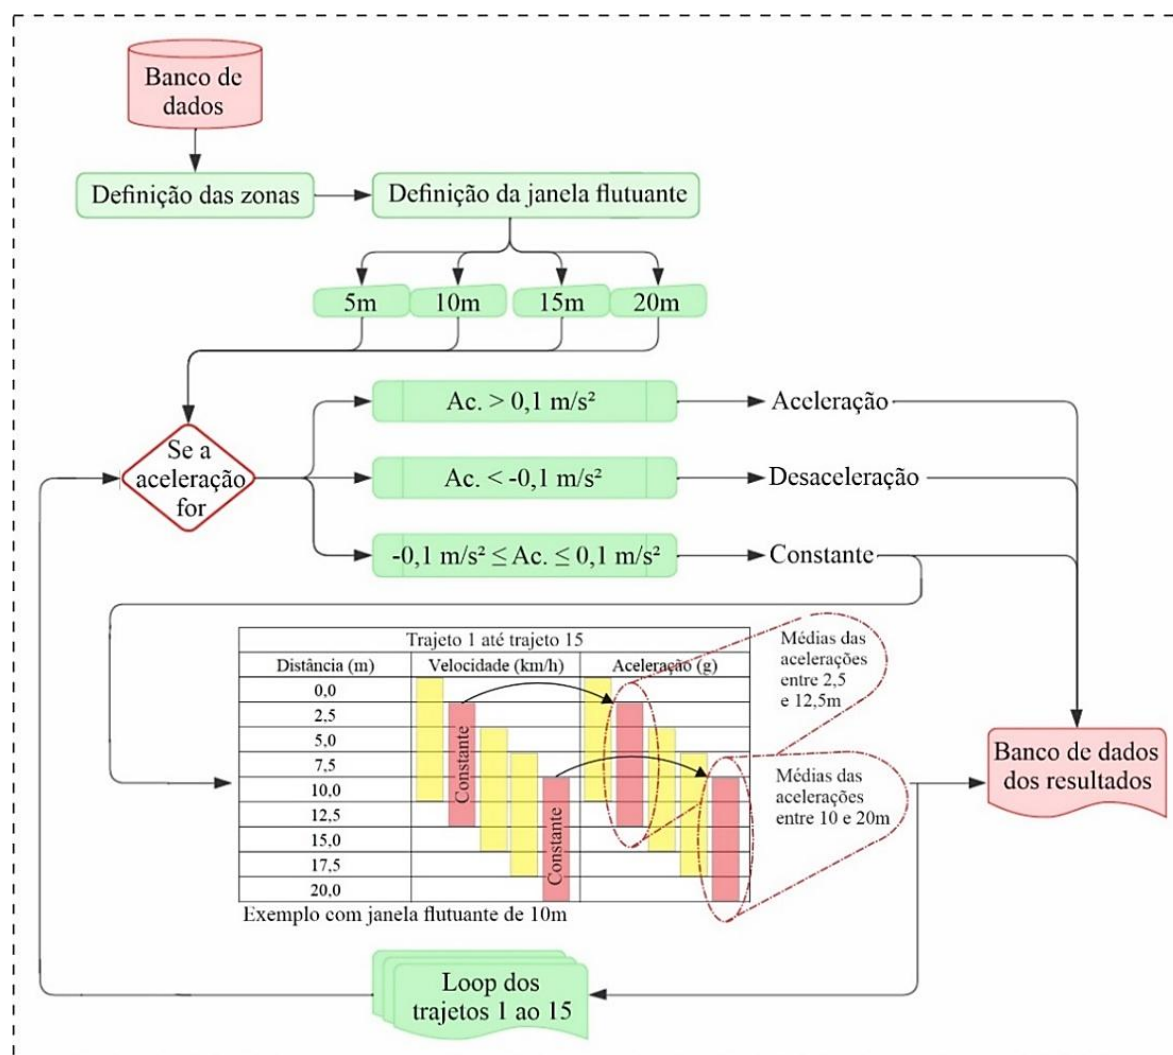 Banco de
dados
Definição das zonas
Definição da janela flutuante
5m
10m
15m
20m
Se a
aceleração
for
Ac. > 0,1 m/s²
Aceleração
Ac. < -0,1 m/s²
Desaceleração
-0,1 m/s² ≤ Ac. ≤ 0,1 m/s²
Constante
Trajeto 1 até trajeto 15
Distância (m)
Velocidade (km/h)
Aceleração (g)
0,0
2,5
5,0
7,5
10,0
12,5
15,0
17,5
20,0
Constante
Constante
Médias das
acelerações
entre 2,5
e 12,5m
Médias das
acelerações
entre 10 e 20m
Exemplo com janela flutuante de 10m
Banco de dados
dos resultados
Loop dos
trajetos 1 ao 15